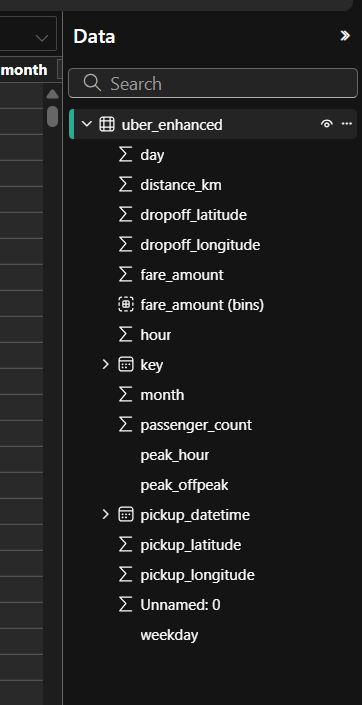 Data
month
Search
uber_enhanced
day
distance_km
dropoff_latitude
dropoff_longitude
fare_amount
fare_amount (bins)
hour
key
month
passenger_count
peak_hour
peak_offpeak
pickup_datetime
pickup_latitude
pickup_longitude
Unnamed: 0
weekday